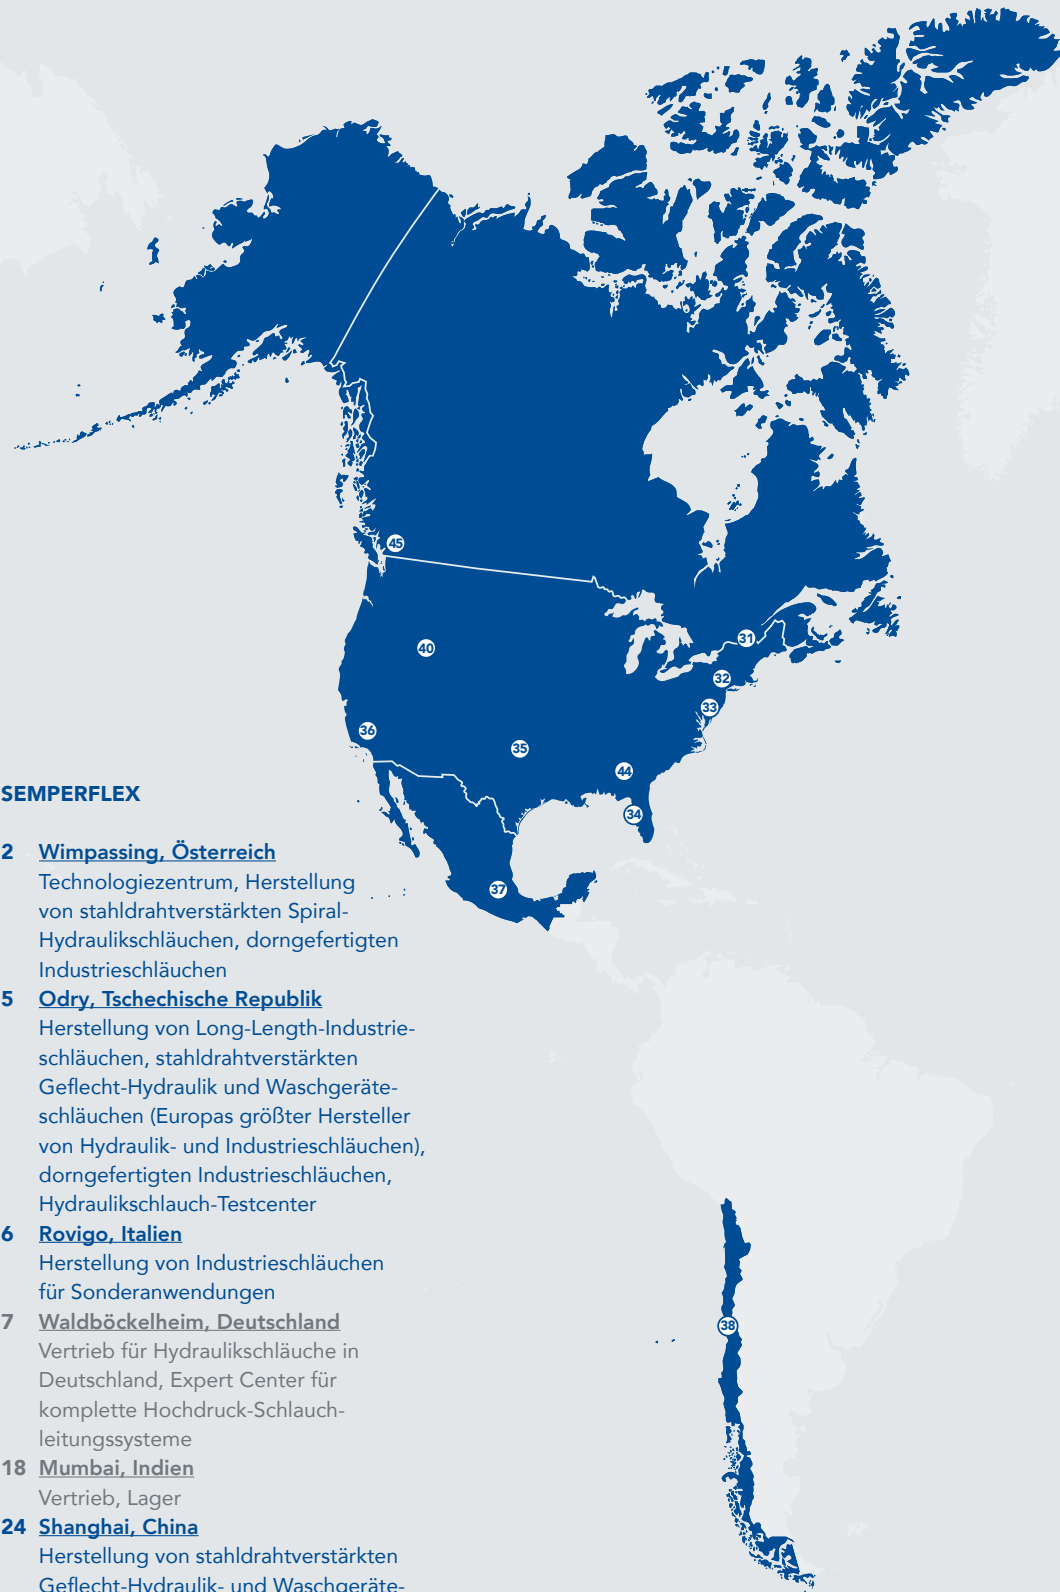 45
31
40
32
33
36
35
44
34
37
38
SEMPERFLEX
2 Wimpassing, Österreich
Technologiezentrum, Herstellung
von stahldrahtverstärkten Spiral-
Hydraulikschläuchen, dorngefertigten
Industrieschläuchen
5 Odry, Tschechische Republik
Herstellung von Long-Length-Industrie-
schläuchen, stahldrahtverstärkten
Geflecht-Hydraulik und Waschgeräte-
schläuchen (Europas größter Hersteller
von Hydraulik- und Industrieschläuchen),
dorngefertigten Industrieschläuchen,
Hydraulikschlauch-Testcenter
6 Rovigo, Italien
Herstellung von Industrieschläuchen
für Sonderanwendungen
7 Waldböckelheim, Deutschland
Vertrieb für Hydraulikschläuche in
Deutschland, Expert Center für
komplette Hochdruck-Schlauch-
leitungssysteme
18 Mumbai, Indien
Vertrieb, Lager
24 Shanghai, China
Herstellung von stahldrahtverstärkten
Geflecht-Hydraulik- und Waschgeräte-